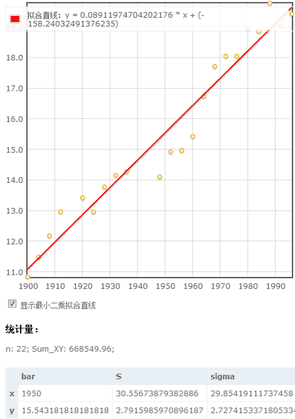 拟合直线: y = 0.08911974704202176 * x + (-
158.24032491376235)
18.0
17.0
16.0
15.0
14.0
13.0
12.0
11.0
1900 1910 1920 1930 1940 1950 1960 1970 1980 1990
显示最小二乘拟合直线
统计量：
n: 22; Sum_XY: 668549.96;
bar S sigma
x 1950 30.55673879382886 29.85419111737458
y 15.543181818181818 2.7915985970896187 2.727415337180533